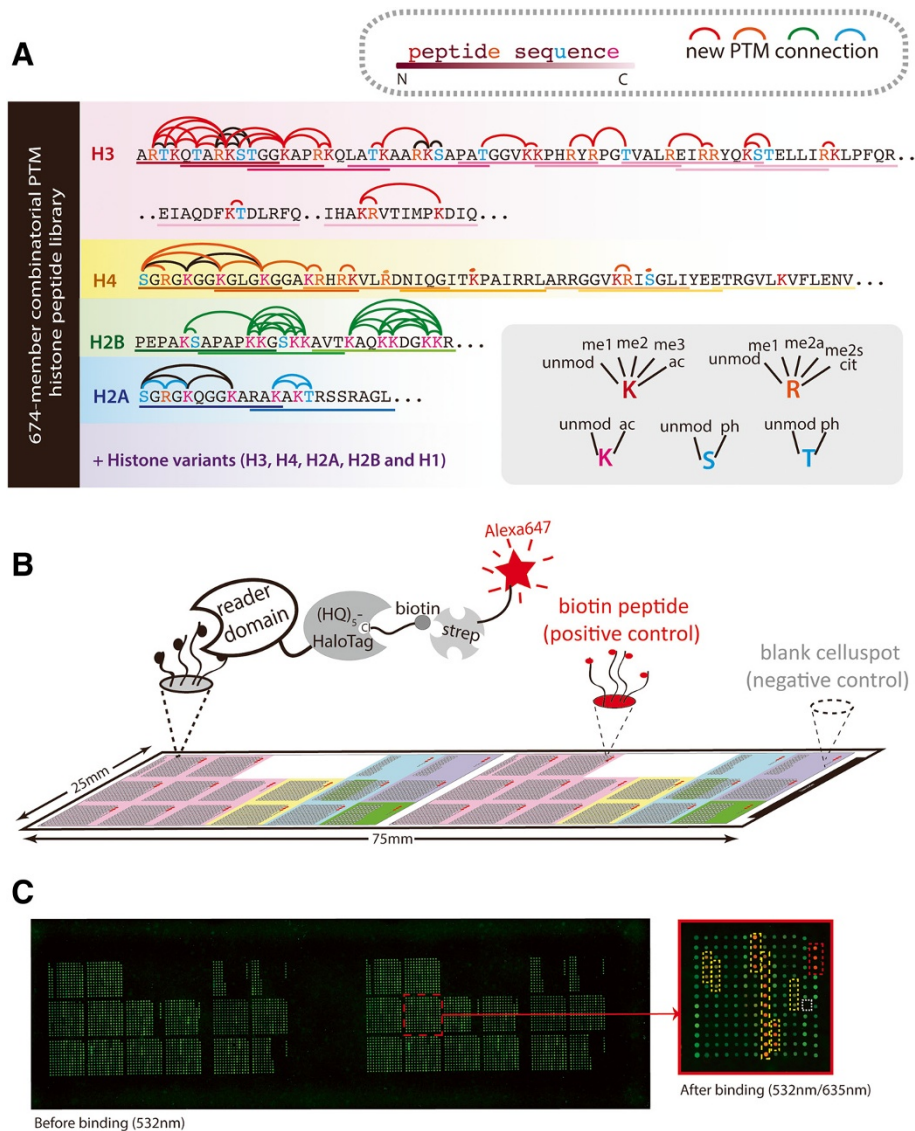 A
peptide sequence
N C
new PTM connection
674-member combinatorial PTM
histone peptide library
H3
ARTKQTARKSTGGKAPRKQLATKAARKSAPATGGVKKPHRYRPGTVALREIRRYQKSTELLIRKLPFQR...
..EIAQDFKTDLRFQ..IHAKRVTIMPKDIQ...
H4
SGRGKGGKGLGKGGAKRHRKVLRDNIQGITKPAIRRLARRGGVKRISGLIYEETRGVLKVFLENV...
H2B
PEPAKSAPAPKKGSKKAVTKAQKKDGKKR...
H2A
SGRGKQGGKARAKAKTRSSRAGL...
+ Histone variants (H3, H4, H2A, H2B and H1)
unmod me1 me2 me3 ac
K
unmod me1 me2a me2s cit
R
unmod ac
K
unmod ph
S
unmod ph
T
B
Alexa647
reader
domain
(HQ)5-
Cl
HaloTag
biotin
strep
biotin peptide
(positive control)
blank celluspot
(negative control)
25mm
75mm
C
Before binding (532nm)
After binding (532nm/635nm)